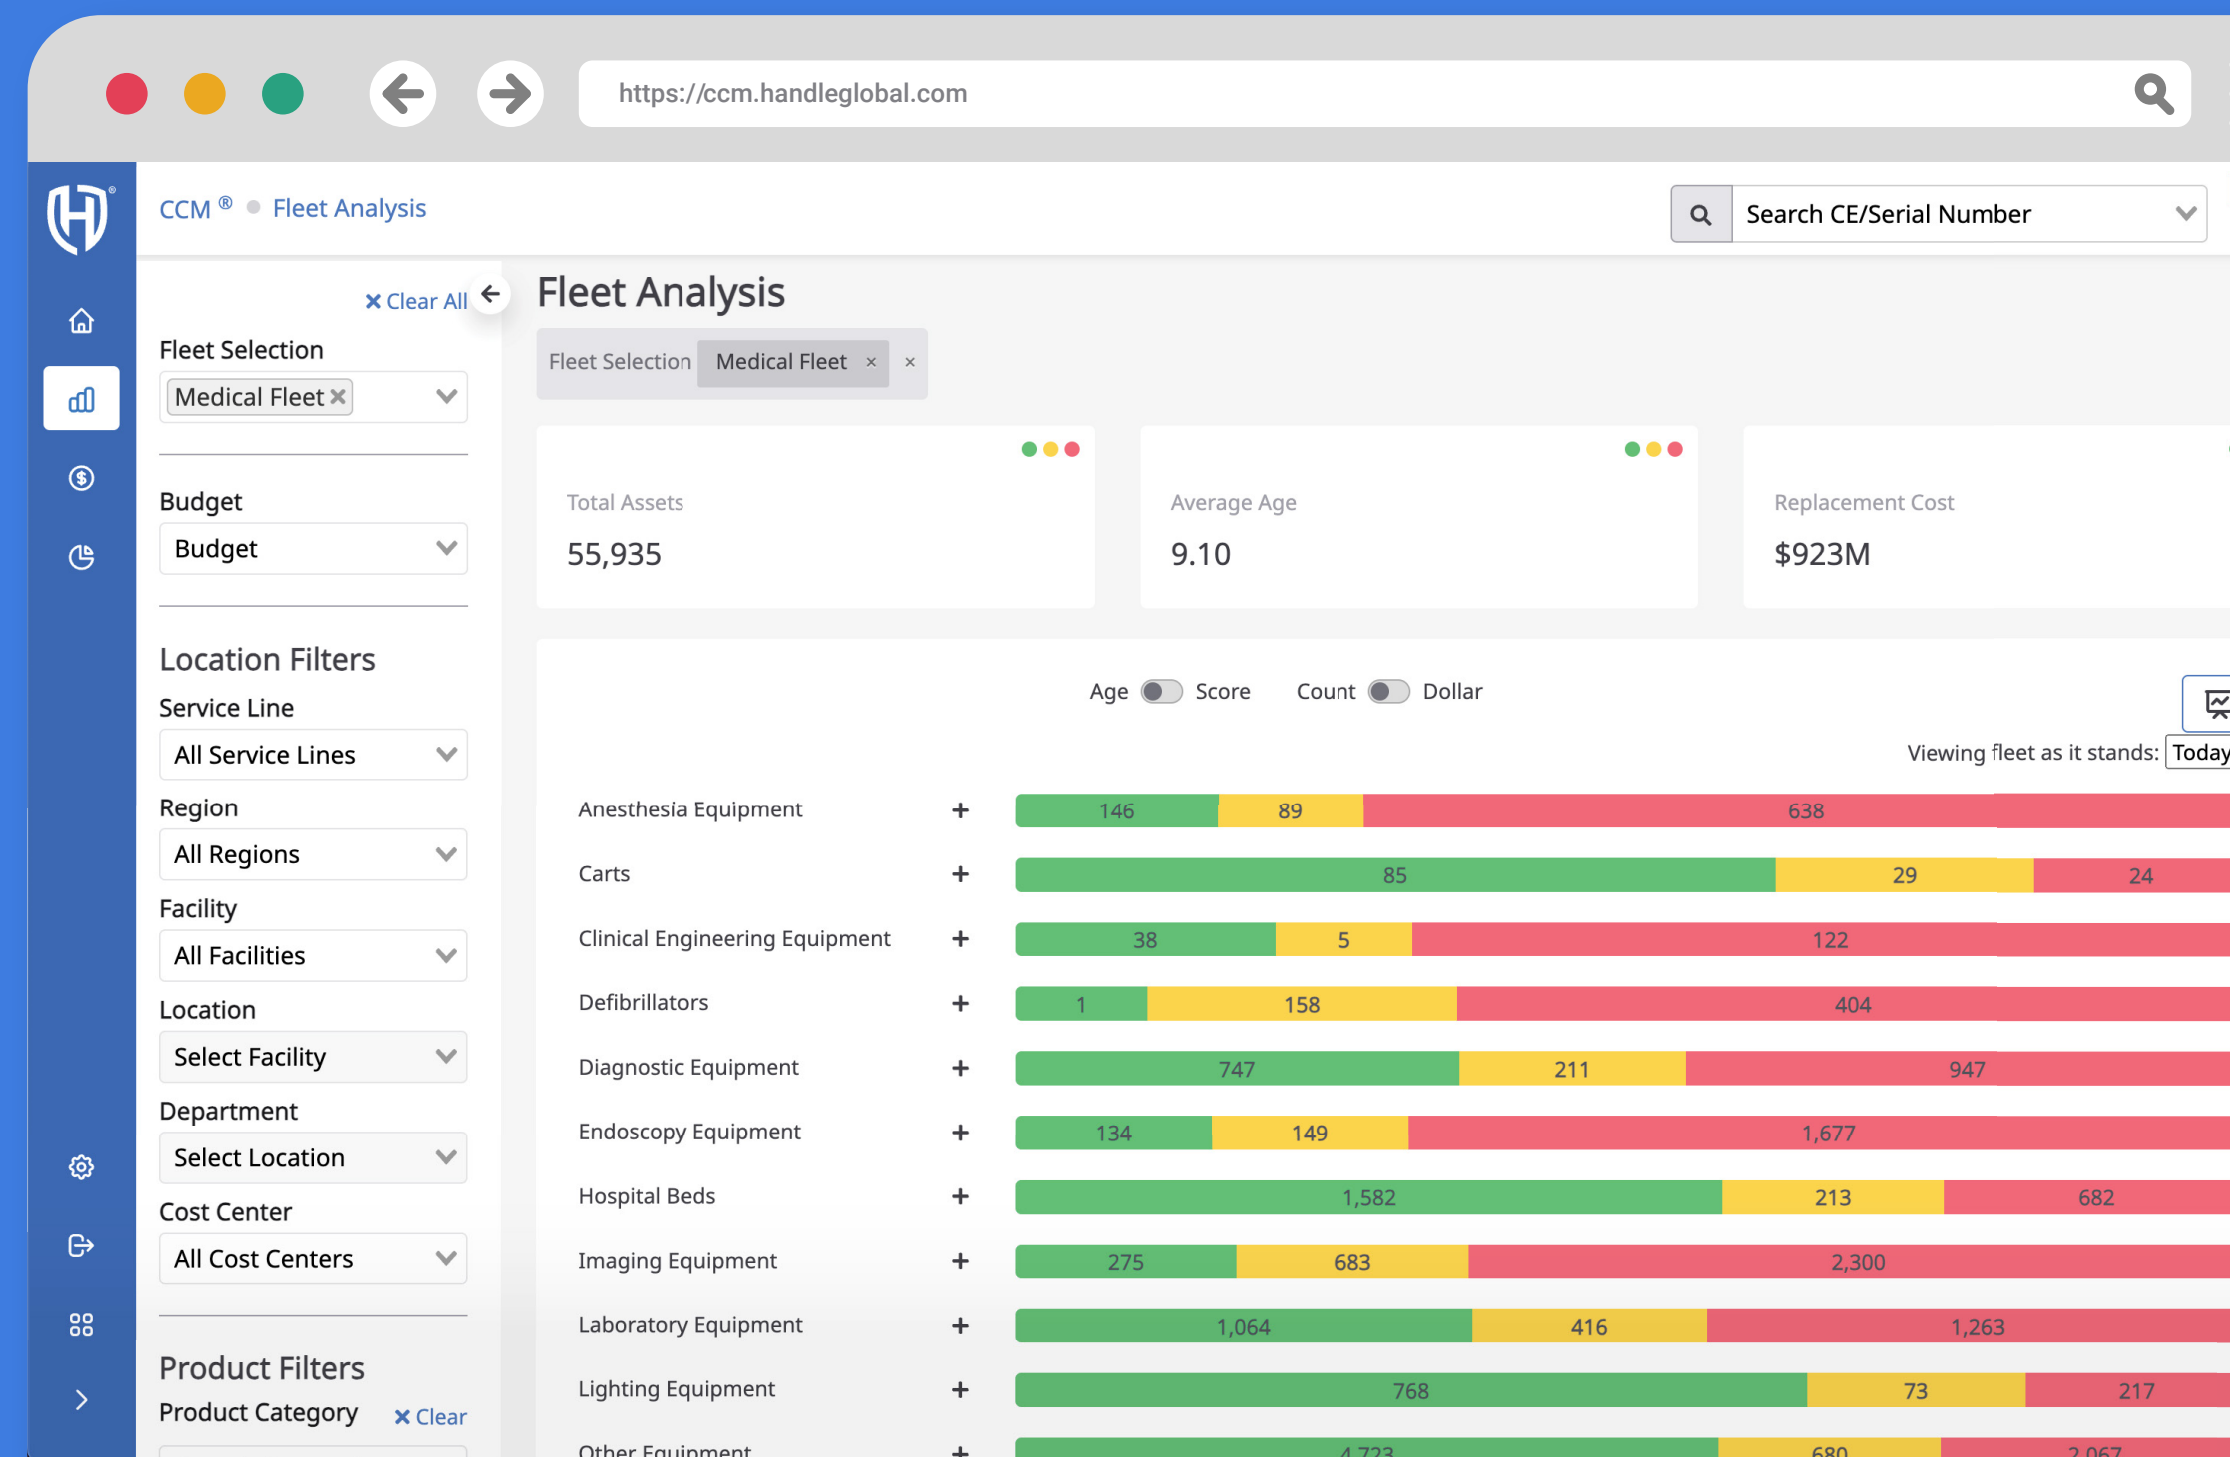 https://ccm.handleglobal.com
CCM ® Fleet Analysis
Search CE/Serial Number
Clear All
Fleet Selection
Medical Fleet
Budget
Budget
Location Filters
Service Line
All Service Lines
Region
All Regions
Facility
All Facilities
Location
Select Facility
Department
Select Location
Cost Center
All Cost Centers
Product Filters
Product Category
Clear
Fleet Analysis
Fleet Selection Medical Fleet × ×
Total Assets
55,935
Average Age
9.10
Replacement Cost
$923M
Age Score Count Dollar
Viewing fleet as it stands: Today
Anesthesia Equipment + 146 89 638
Carts + 85 29 24
Clinical Engineering Equipment + 38 5 122
Defibrillators + 1 158 404
Diagnostic Equipment + 747 211 947
Endoscopy Equipment + 134 149 1,677
Hospital Beds + 1,582 213 682
Imaging Equipment + 275 683 2,300
Laboratory Equipment + 1,064 416 1,263
Lighting Equipment + 768 73 217
Other Equipment + 4,723 680 2,067